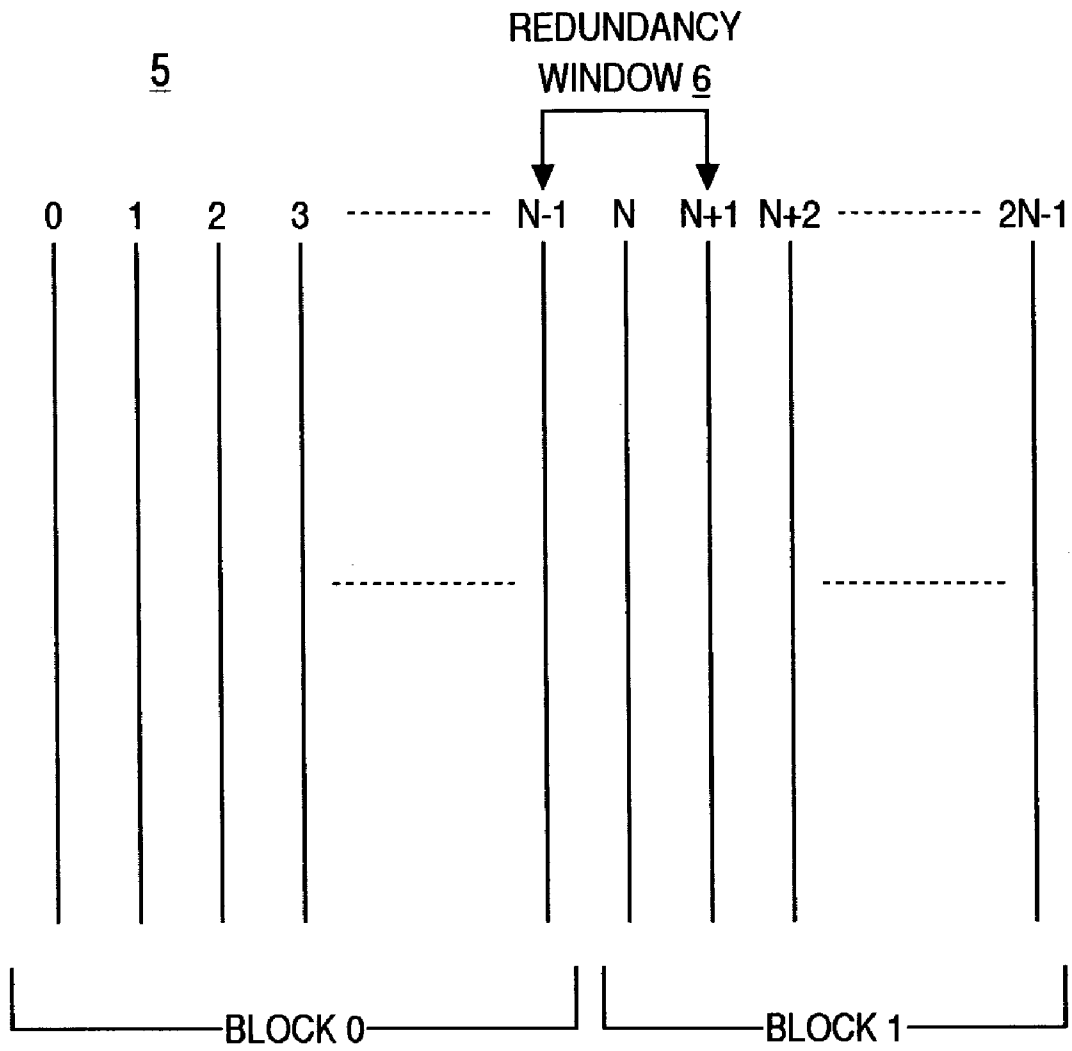 5
REDUNDANCY
WINDOW 6
0 1 2 3 N-1 N N+1 N+2 2N-1
BLOCK 0 BLOCK 1